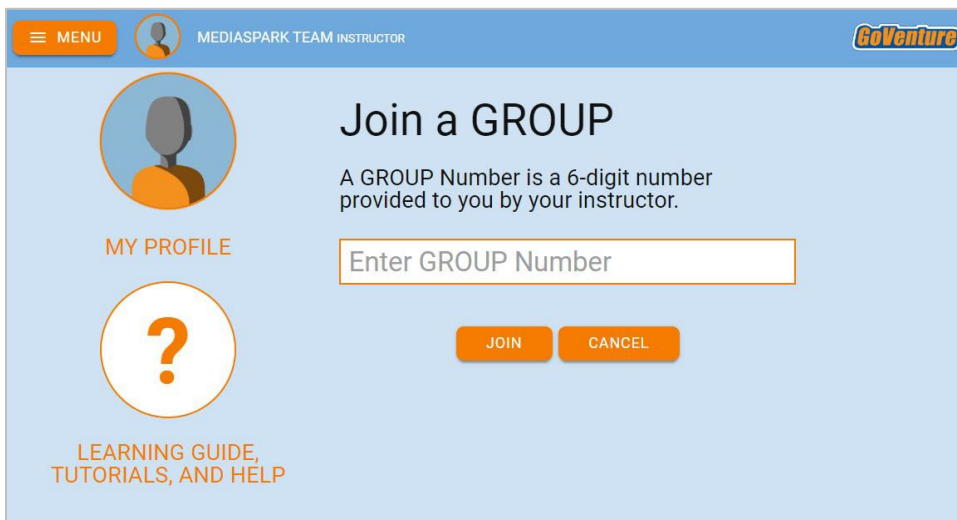 MENU
MEDIASPARK TEAM INSTRUCTOR
GoVenture
Join a GROUP
A GROUP Number is a 6-digit number
provided to you by your instructor.
MY PROFILE
Enter GROUP Number
?
JOIN
CANCEL
LEARNING GUIDE,
TUTORIALS, AND HELP